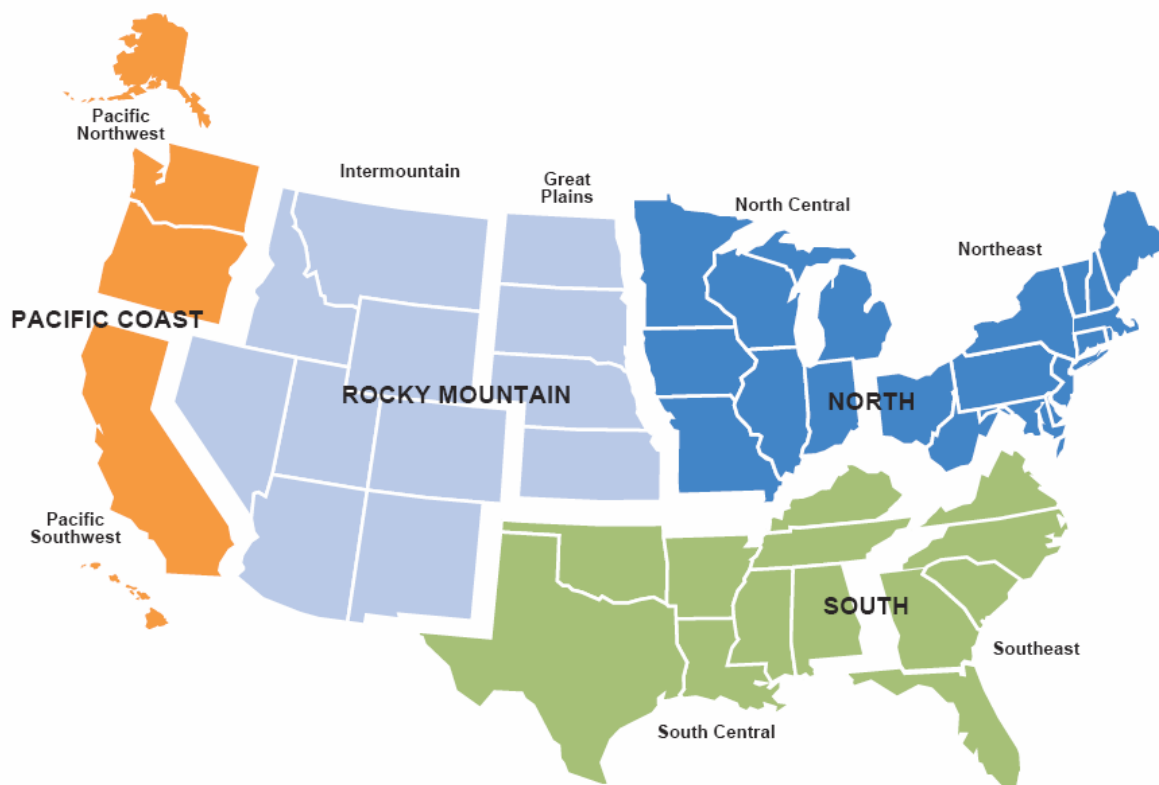 Pacific
Northwest
Intermountain
Great
Plains
North Central
Northeast
PACIFIC COAST
ROCKY MOUNTAIN
NORTH
Pacific
Southwest
SOUTH
Southeast
South Central